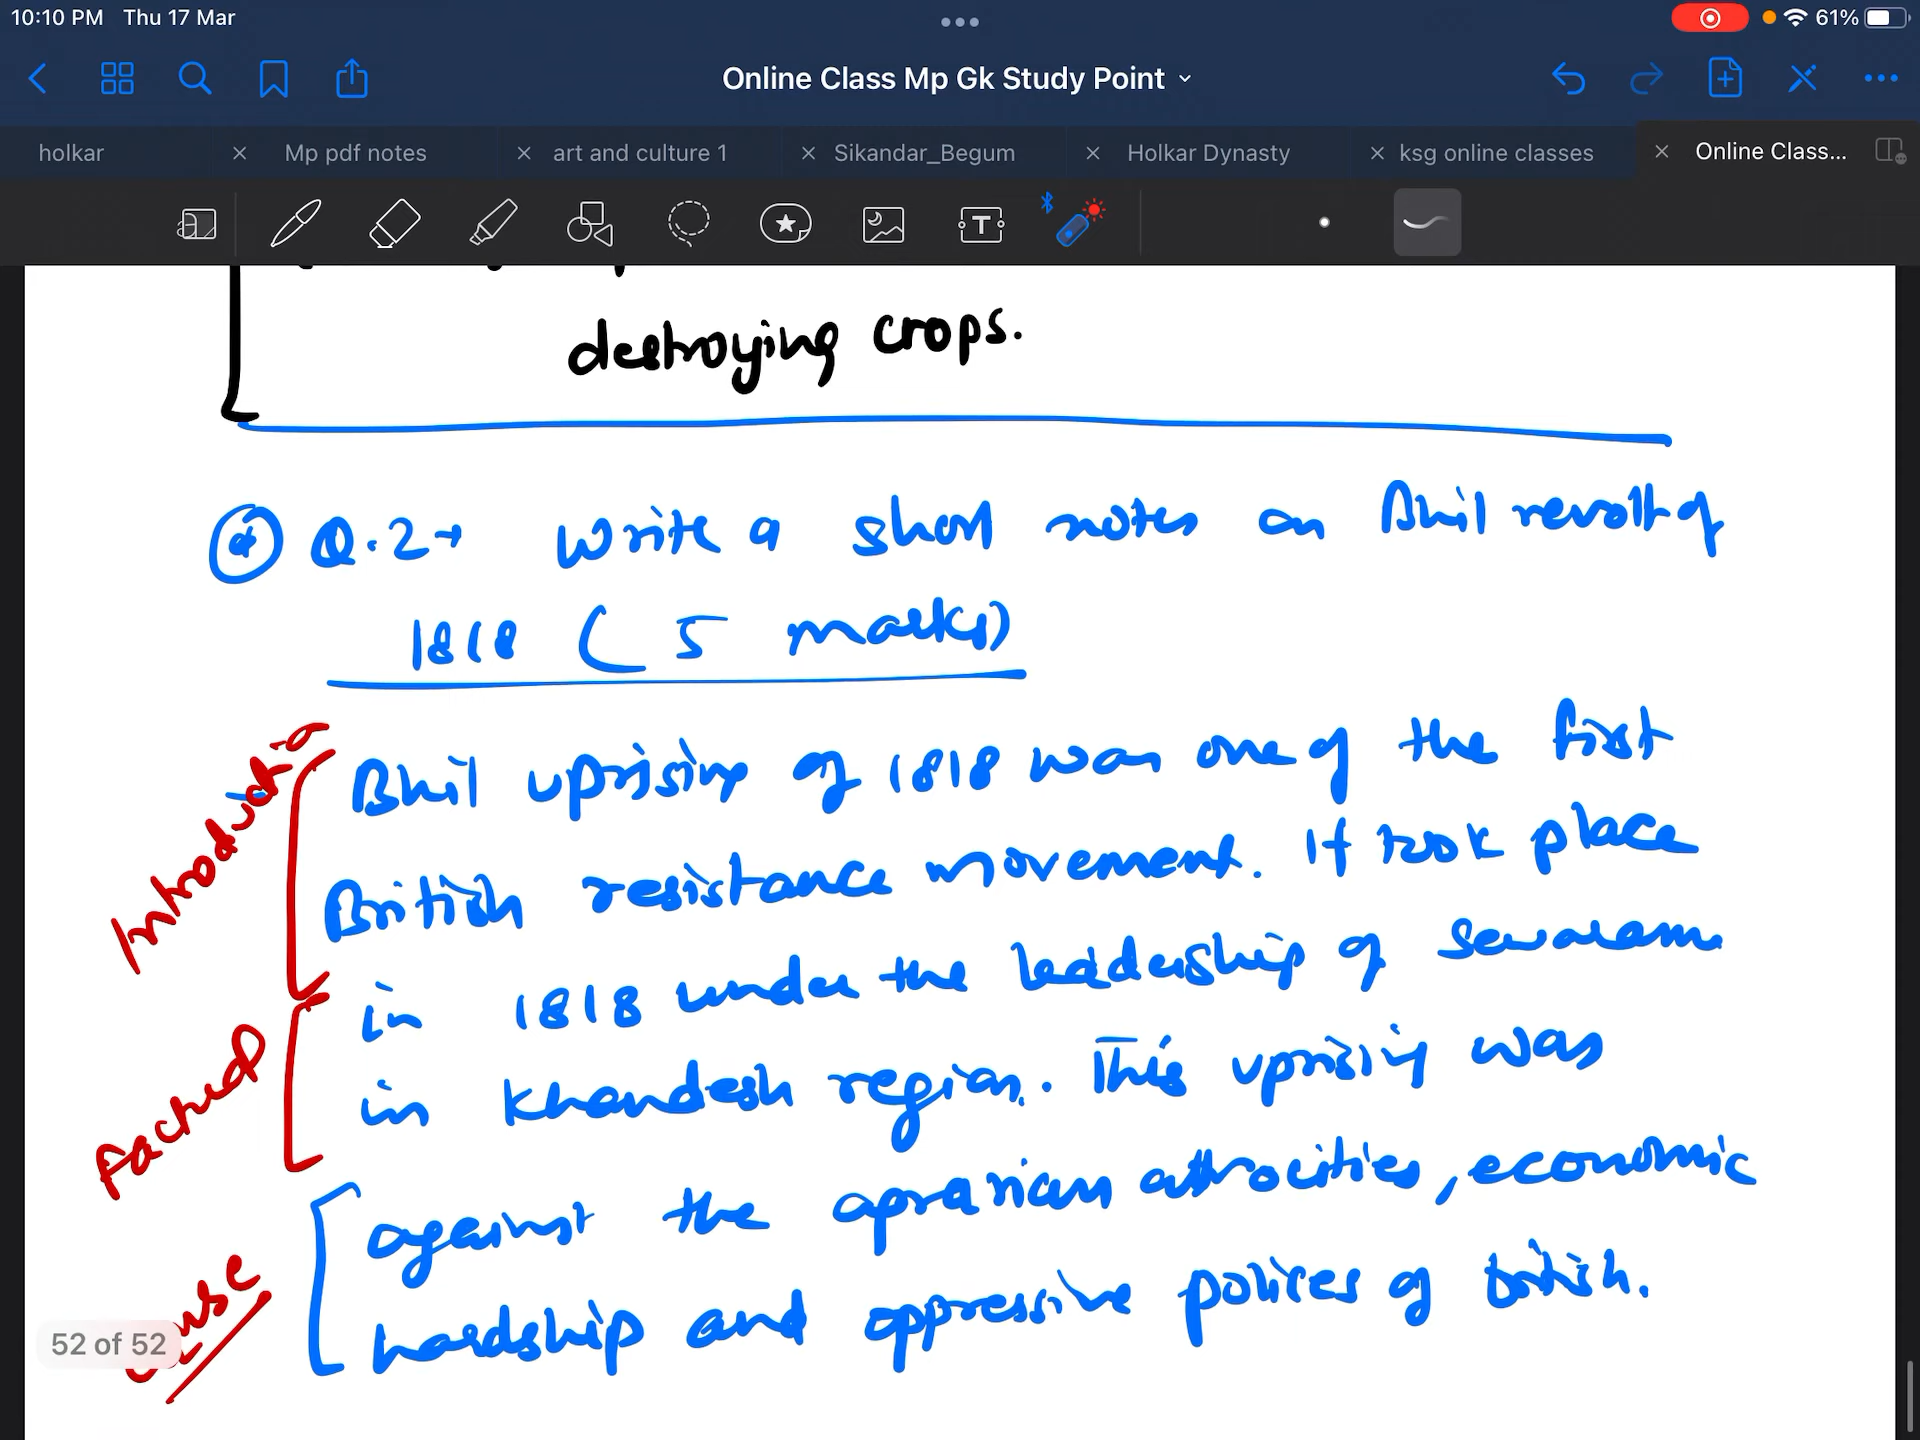 10:10 PM Thu 17 Mar
61%
Online Class Mp Gk Study Point
holkar
Mp pdf notes
art and culture 1
Sikandar_Begum
Holkar Dynasty
ksg online classes
Online Class...
destroying crops.
Q.2→ Write a short notes on Bhil revolt of
1818 (5 marks)
Introductio
Bhil uprising of 1818 was one of the first
British resistance movement. It took place
in 1818 under the leadership of Sewaram
Factual
in Khandesh region. This uprising was
against the agrarian attrocities, economic
hardship and oppressive polices of british.
Cause
52 of 52